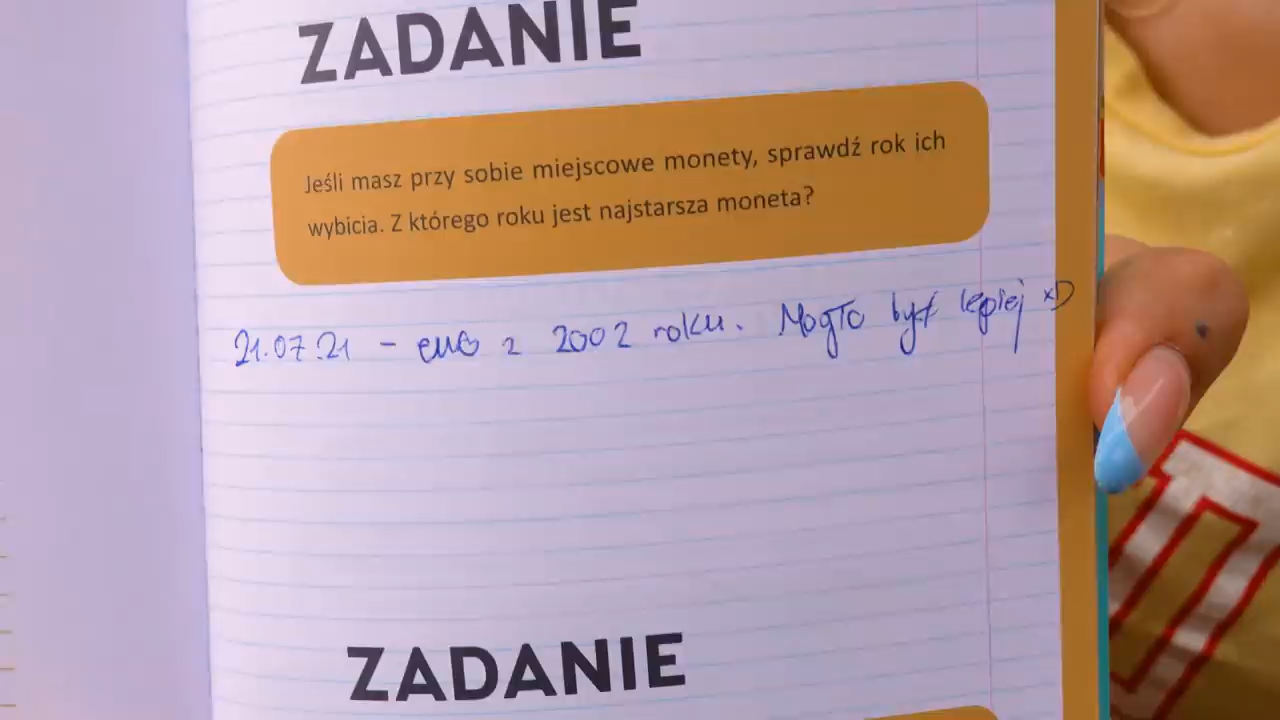 ZADANIE
Jeśli masz przy sobie miejscowe monety, sprawdź rok ich
wybicia. Z którego roku jest najstarsza moneta?
21.07.21 - euro z 2002 roku. Mogło być lepiej xD
ZADANIE